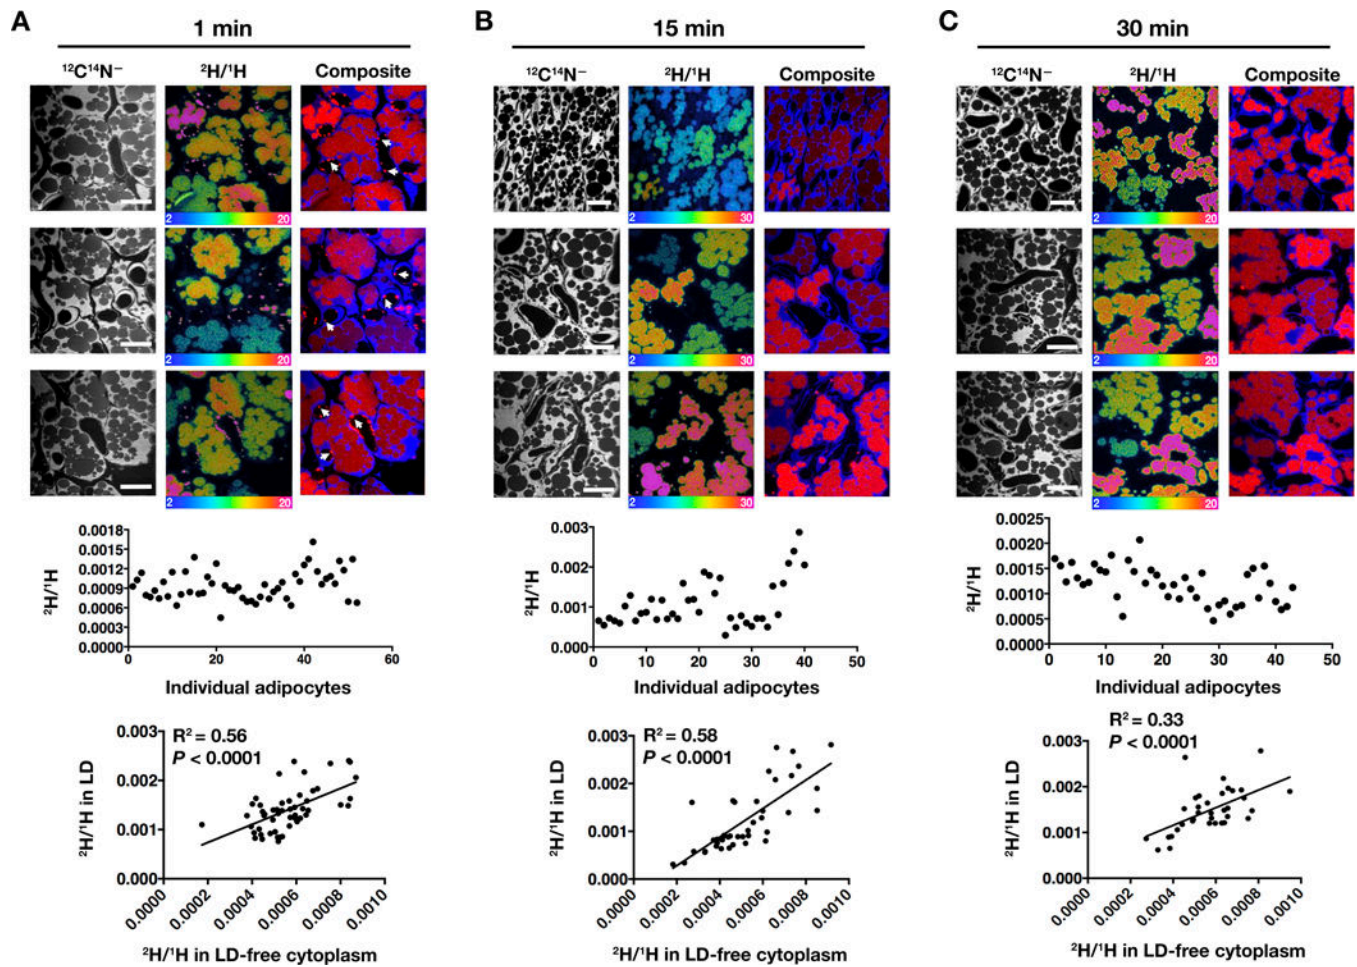 A
1 min
¹²C¹⁴N⁻ ²H/¹H Composite
2 20
2 20
2 20
0.0018
0.0015
0.0012
0.0009
0.0006
0.0003
0.0000
²H/¹H
0 20 40 60
Individual adipocytes
R² = 0.56
P < 0.0001
0.003
0.002
0.001
0.000
²H/¹H in LD
0.0000 0.0002 0.0004 0.0006 0.0008 0.0010
²H/¹H in LD-free cytoplasm
B
15 min
¹²C¹⁴N⁻ ²H/¹H Composite
2 30
2 30
2 30
0.003
0.002
0.001
0.000
²H/¹H
0 10 20 30 40 50
Individual adipocytes
R² = 0.58
P < 0.0001
0.003
0.002
0.001
0.000
²H/¹H in LD
0.0000 0.0002 0.0004 0.0006 0.0008 0.0010
²H/¹H in LD-free cytoplasm
C
30 min
¹²C¹⁴N⁻ ²H/¹H Composite
2 20
2 20
2 20
0.0025
0.0020
0.0015
0.0010
0.0005
0.0000
²H/¹H
0 10 20 30 40 50
Individual adipocytes
R² = 0.33
P < 0.0001
0.003
0.002
0.001
0.000
²H/¹H in LD
0.0000 0.0002 0.0004 0.0006 0.0008 0.0010
²H/¹H in LD-free cytoplasm